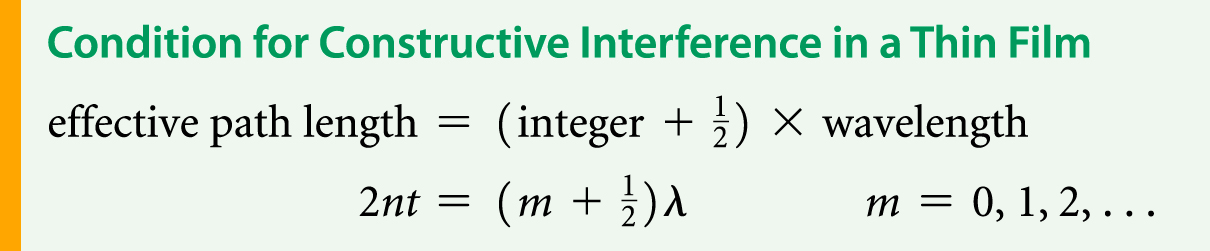 Condition for Constructive Interference in a Thin Film
effective path length = (integer + 1/2) × wavelength
2nt = (m + 1/2)λ m = 0, 1, 2, . . .